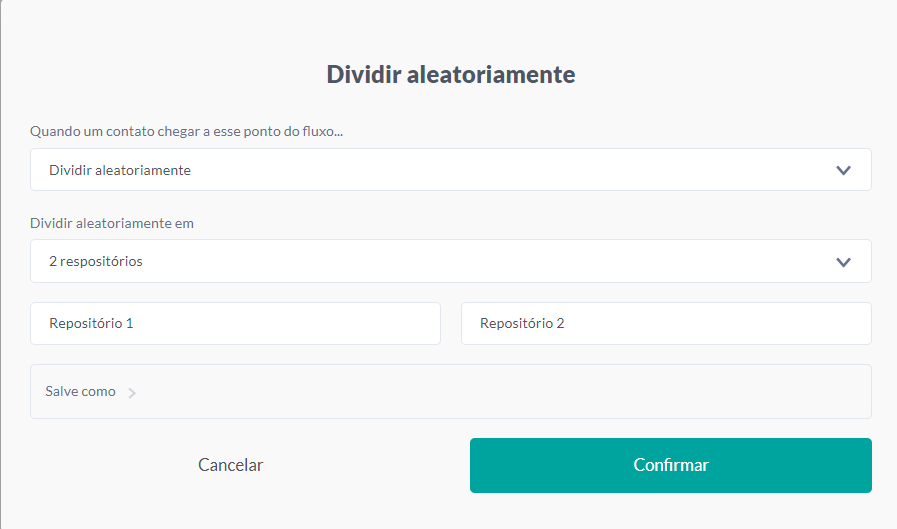 Dividir aleatoriamente
Quando um contato chegar a esse ponto do fluxo...
Dividir aleatoriamente
Dividir aleatoriamente em
2 respositórios
Repositório 1
Repositório 2
Salve como
Cancelar
Confirmar